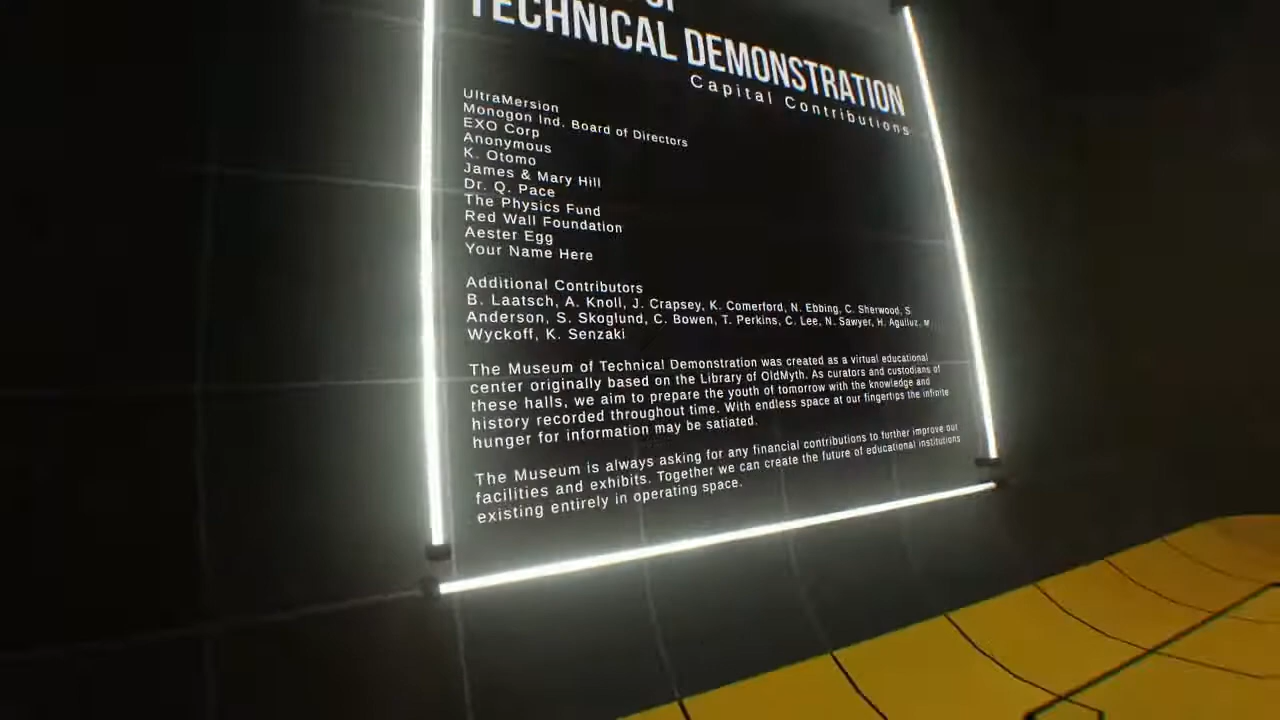 TECHNICAL DEMONSTRATION
Capital Contributions
UltraMersion
Monogon Ind. Board of Directors
EXO Corp
Anonymous
K. Otomo
James & Mary Hill
Dr. Q. Pace
The Physics Fund
Red Wall Foundation
Aester Egg
Your Name Here
Additional Contributors
B. Laatsch, A. Knoll, J. Crapsey, K. Comerford, N. Ebbing, C. Sherwood, S
Anderson, S. Skoglund, C. Bowen, T. Perkins, C. Lee, N. Sawyer, H. Aguiluz, M
Wyckoff, K. Senzaki
The Museum of Technical Demonstration was created as a virtual educational
center originally based on the Library of OldMyth. As curators and custodians of
these halls, we aim to prepare the youth of tomorrow with the knowledge and
history recorded throughout time. With endless space at our fingertips the infinite
hunger for information may be satiated.
The Museum is always asking for any financial contributions to further improve our
facilities and exhibits. Together we can create the future of educational institutions
existing entirely in operating space.